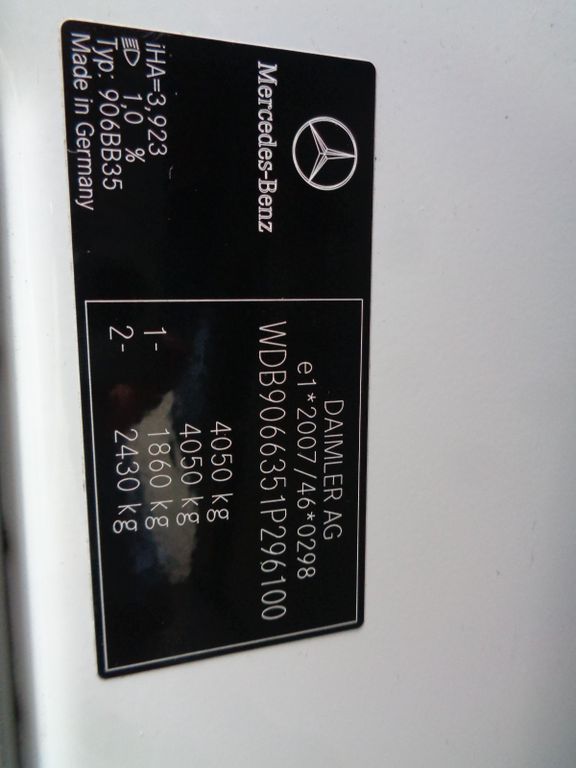 Mercedes-Benz
iHA=3,923
1,0 %
Typ: 906BB35
Made in Germany
DAIMLER AG
e1*2007/46*0298
WDB9066351P296100
4050 kg
4050 kg
1- 1860 kg
2- 2430 kg